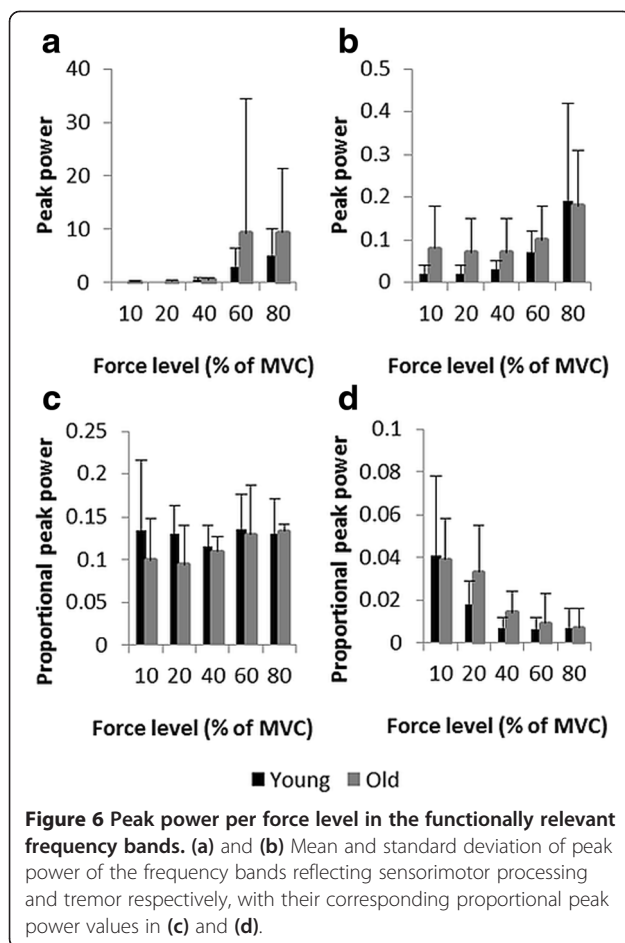 a
Peak power
40
30
20
10
0
10 20 40 60 80
Force level (% of MVC)
b
Peak power
0.5
0.4
0.3
0.2
0.1
0
10 20 40 60 80
Force level (% of MVC)
c
Proportional peak power
0.25
0.2
0.15
0.1
0.05
0
10 20 40 60 80
Force level (% of MVC)
d
Proportional peak power
0.1
0.08
0.06
0.04
0.02
0
10 20 40 60 80
Force level (% of MVC)
Young Old
Figure 6 Peak power per force level in the functionally relevant
frequency bands. (a) and (b) Mean and standard deviation of peak
power of the frequency bands reflecting sensorimotor processing
and tremor respectively, with their corresponding proportional peak
power values in (c) and (d).